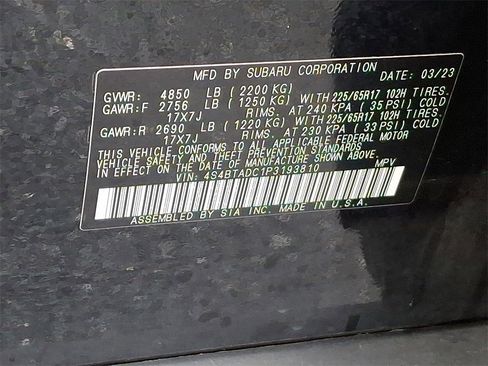 MFD BY SUBARU CORPORATION DATE: 03/23
GVWR: 4850 LB (2200 KG)
GAWR:F 2756 LB (1250 KG) WITH 225/65R17 102H TIRES.
17X7J RIMS. AT 240 KPA (35 PSI) COLD
GAWR:R 2690 LB (1220 KG) WITH 225/65R17 102H TIRES.
17X7J RIMS. AT 230 KPA (33 PSI) COLD
THIS VEHICLE CONFORMS TO ALL APPLICABLE FEDERAL MOTOR
VEHICLE SAFETY AND THEFT PREVENTION STANDARDS
IN EFFECT ON THE DATE OF MANUFACTURE SHOWN ABOVE.
VIN: 4S4BTADC1P3193810 MPV
ASSEMBLED BY SIA INC. MADE IN U.S.A.